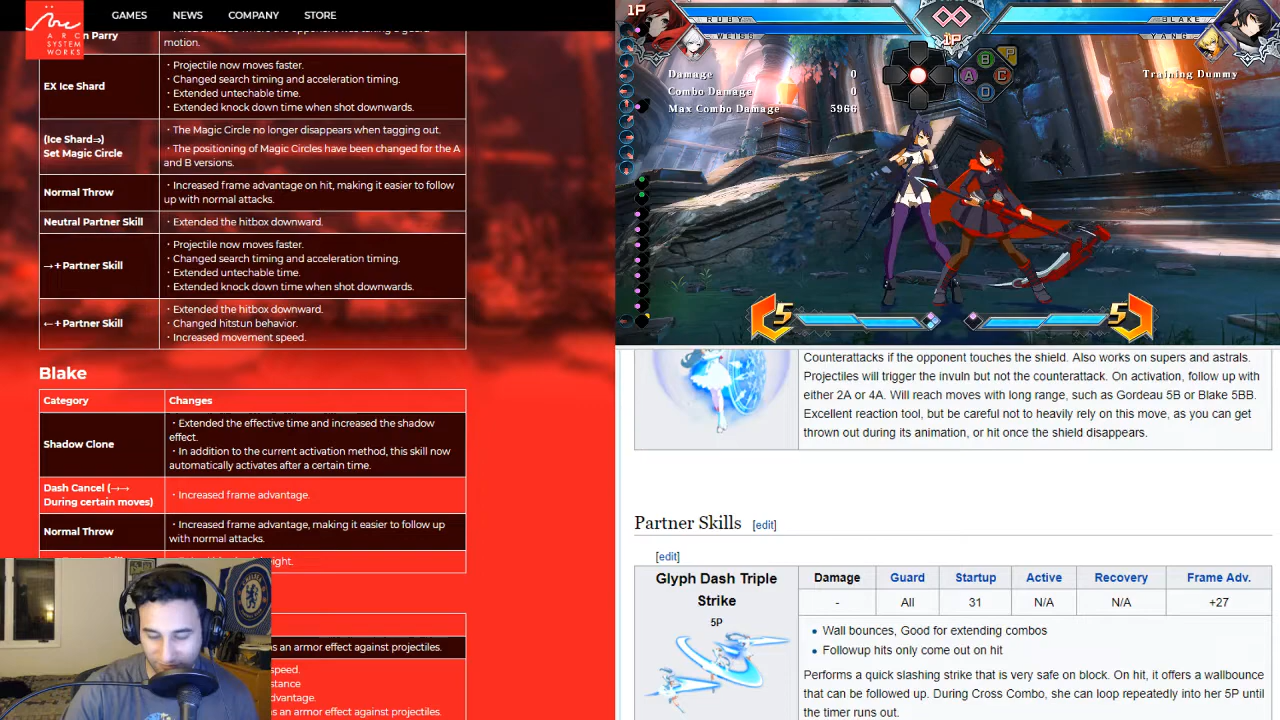 GAMES NEWS COMPANY STORE
ARC
SYSTEM
WORKS
n Parry
motion.
EX Ice Shard
・Projectile now moves faster.
・Changed search timing and acceleration timing.
・Extended untechable time.
・Extended knock down time when shot downwards.
(Ice Shard⇒)
Set Magic Circle
・The Magic Circle no longer disappears when tagging out.
・The positioning of Magic Circles have been changed for the A
and B versions.
Normal Throw
・Increased frame advantage on hit, making it easier to follow
up with normal attacks.
Neutral Partner Skill
・Extended the hitbox downward.
→+Partner Skill
・Projectile now moves faster.
・Changed search timing and acceleration timing.
・Extended untechable time.
・Extended knock down time when shot downwards.
←+Partner Skill
・Extended the hitbox downward.
・Changed hitstun behavior.
・Increased movement speed.
Blake
Category Changes
Shadow Clone
・Extended the effective time and increased the shadow
effect.
・In addition to the current activation method, this skill now
automatically activates after a certain time.
Dash Cancel (→→
During certain moves)
・Increased frame advantage.
Normal Throw
・Increased frame advantage, making it easier to follow up
with normal attacks.
eight.
as an armor effect against projectiles.
speed.
stance
advantage.
as an armor effect against projectiles.
CHELSEA
1P
RUBY
WEISS
BLAKE
YANG
1P
Damage 0
Combo Damage 0
Max Combo Damage 5966
A B C D P
Training Dummy
5
5
Counterattacks if the opponent touches the shield. Also works on supers and astrals.
Projectiles will trigger the invuln but not the counterattack. On activation, follow up with
either 2A or 4A. Will reach moves with long range, such as Gordeau 5B or Blake 5BB.
Excellent reaction tool, but be careful not to heavily rely on this move, as you can get
thrown out during its animation, or hit once the shield disappears.
Partner Skills [edit]
[edit]
Glyph Dash Triple
Strike
5P
Damage Guard Startup Active Recovery Frame Adv.
- All 31 N/A N/A +27
• Wall bounces, Good for extending combos
• Followup hits only come out on hit
Performs a quick slashing strike that is very safe on block. On hit, it offers a wallbounce
that can be followed up. During Cross Combo, she can loop repeatedly into her 5P until
the timer runs out.